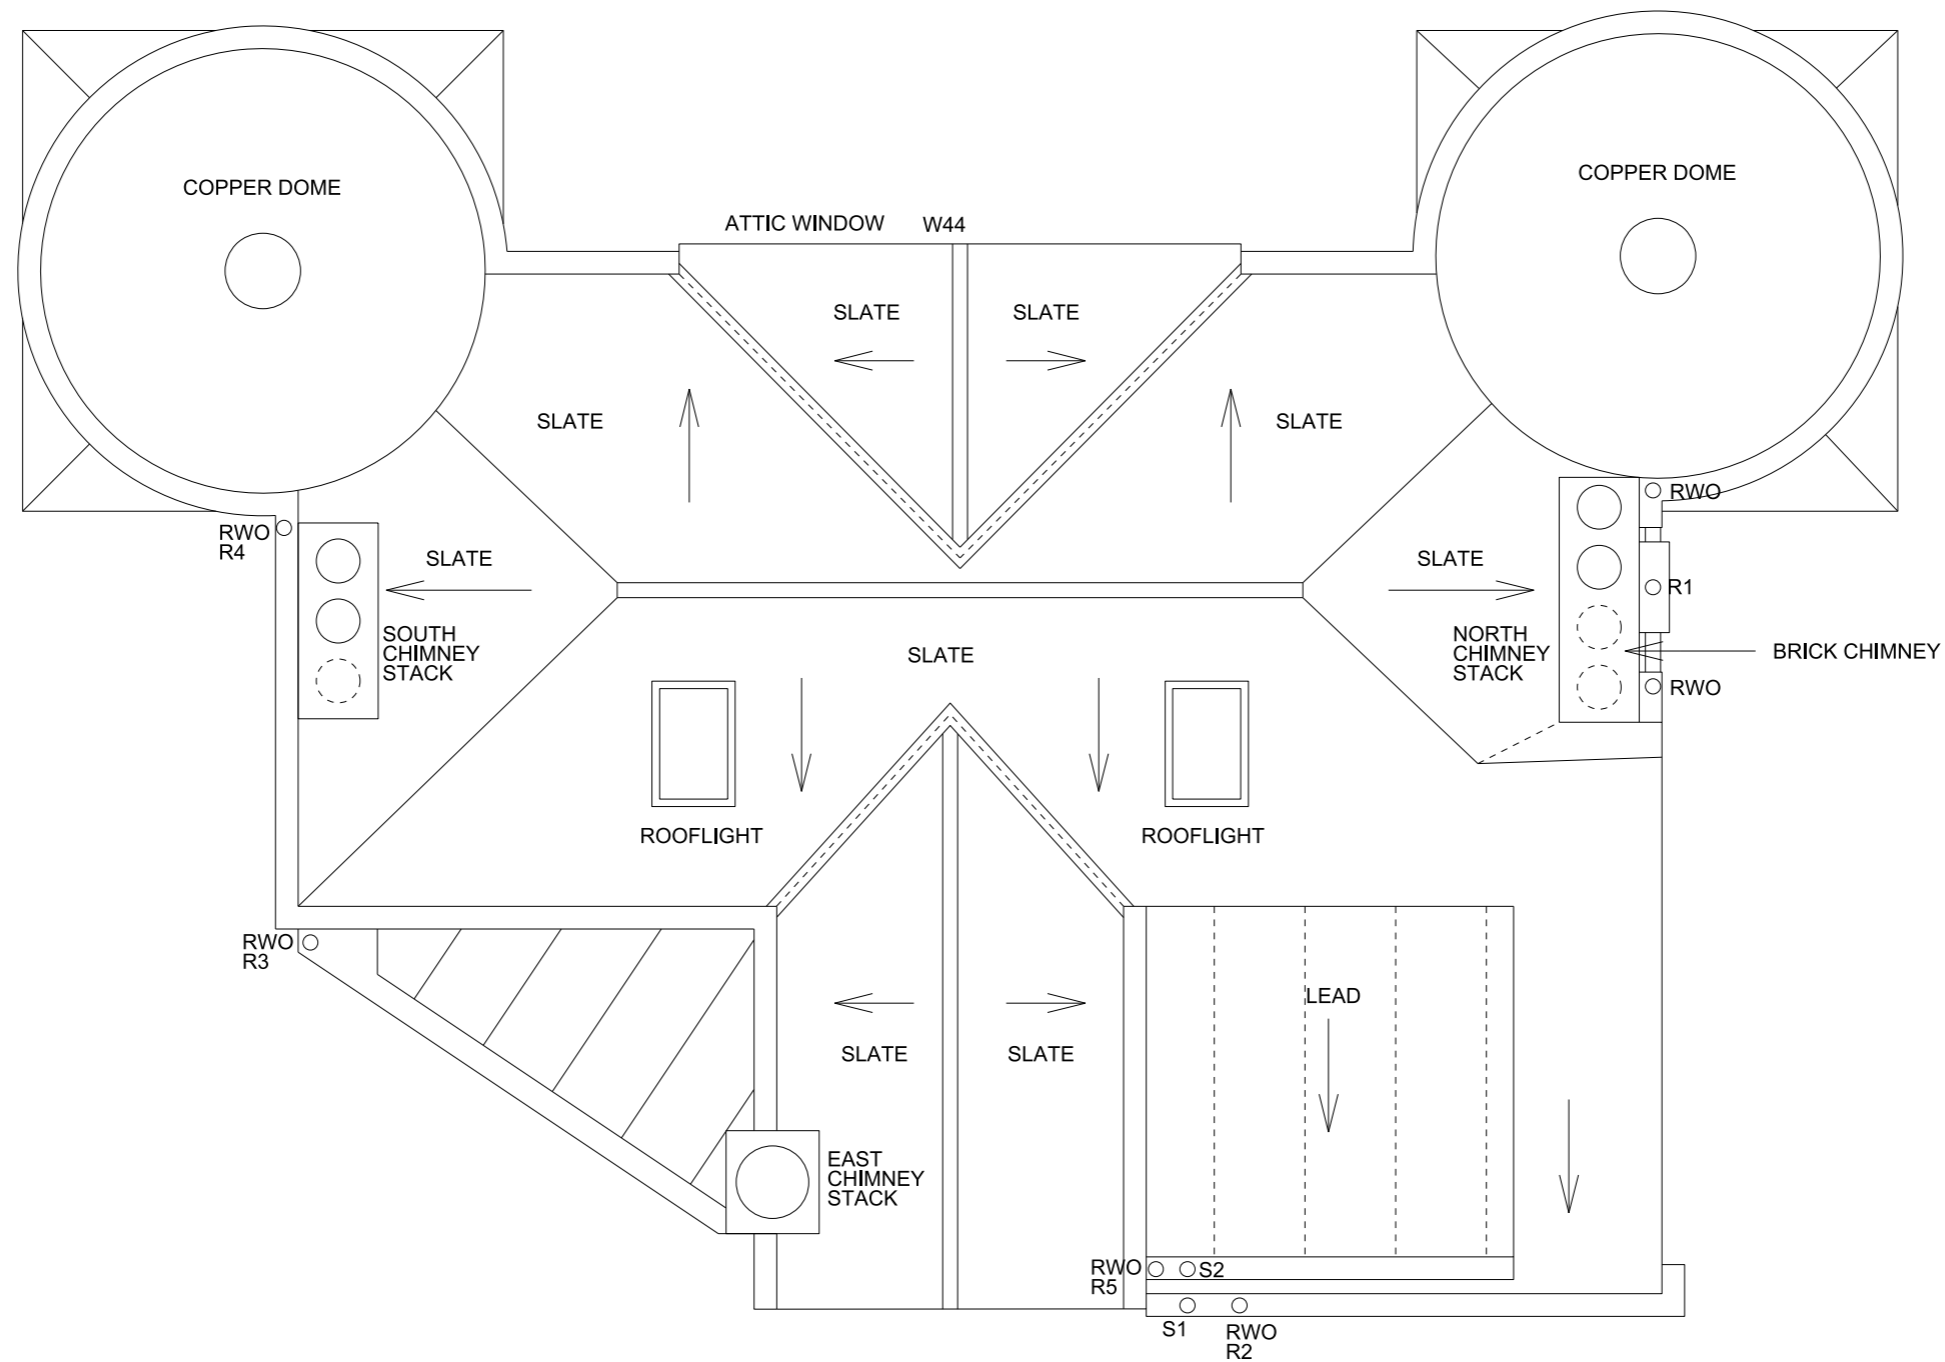 COPPER DOME
COPPER DOME
ATTIC WINDOW
W44
SLATE
SLATE
SLATE
SLATE
RWO
RWO
R4
SLATE
SLATE
R1
SOUTH
CHIMNEY
STACK
SLATE
NORTH
CHIMNEY
STACK
BRICK CHIMNEY
RWO
ROOFLIGHT
ROOFLIGHT
RWO
R3
LEAD
SLATE
SLATE
EAST
CHIMNEY
STACK
RWO
R5
S2
S1
RWO
R2